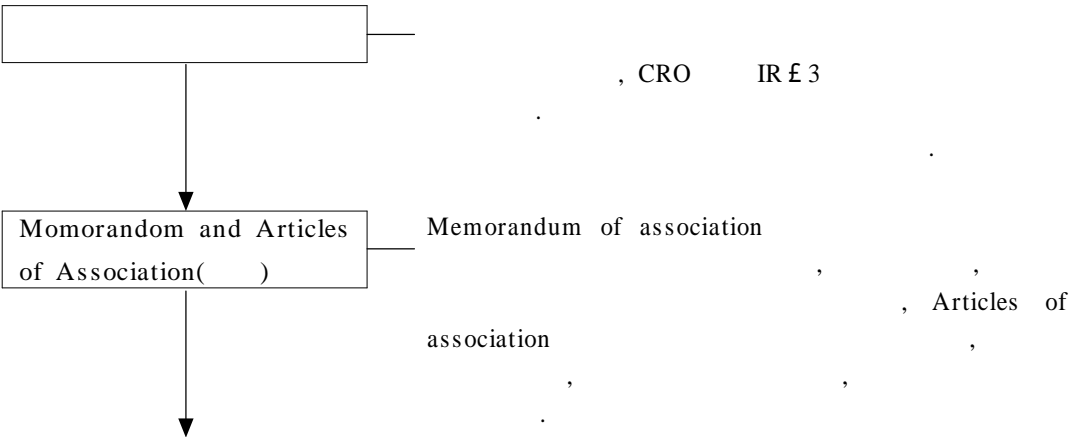 , CRO IR£3
.
.
Momorandom and Articles
of Association( )
Memorandum of association
, ,
, Articles of
association ,
, ,
.